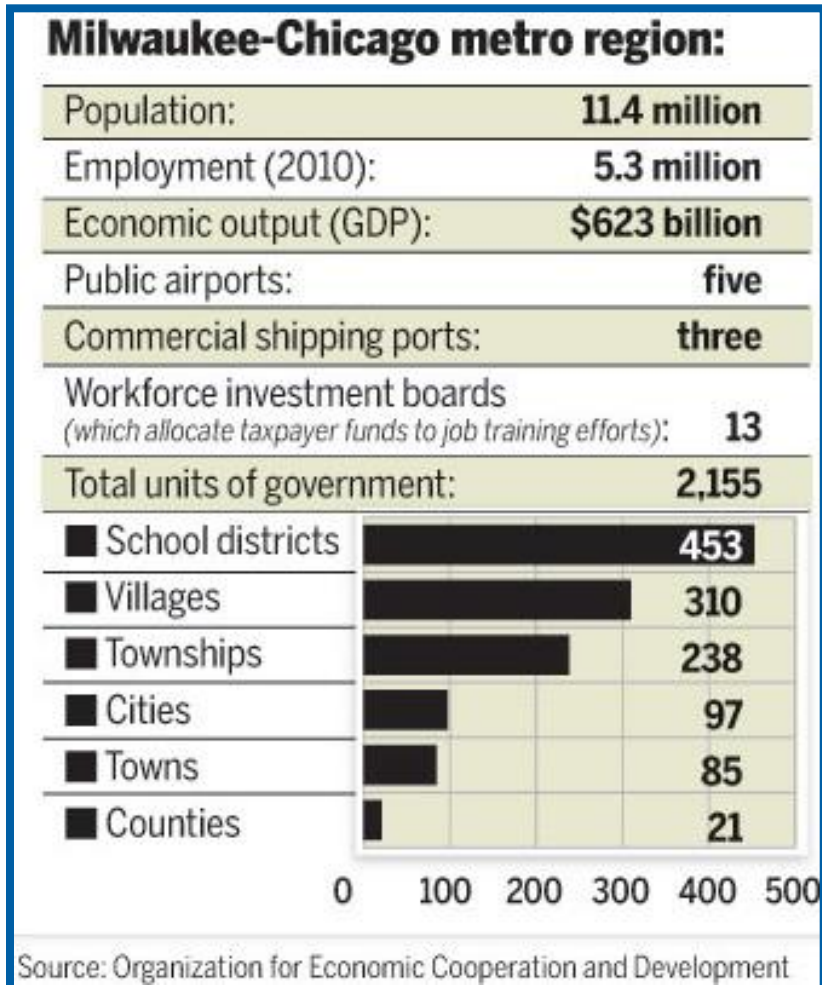 Milwaukee-Chicago metro region:
Population: 11.4 million
Employment (2010): 5.3 million
Economic output (GDP): $623 billion
Public airports: five
Commercial shipping ports: three
Workforce investment boards
(which allocate taxpayer funds to job training efforts): 13
Total units of government: 2,155
School districts 453
Villages 310
Townships 238
Cities 97
Towns 85
Counties 21
0 100 200 300 400 500
Source: Organization for Economic Cooperation and Development